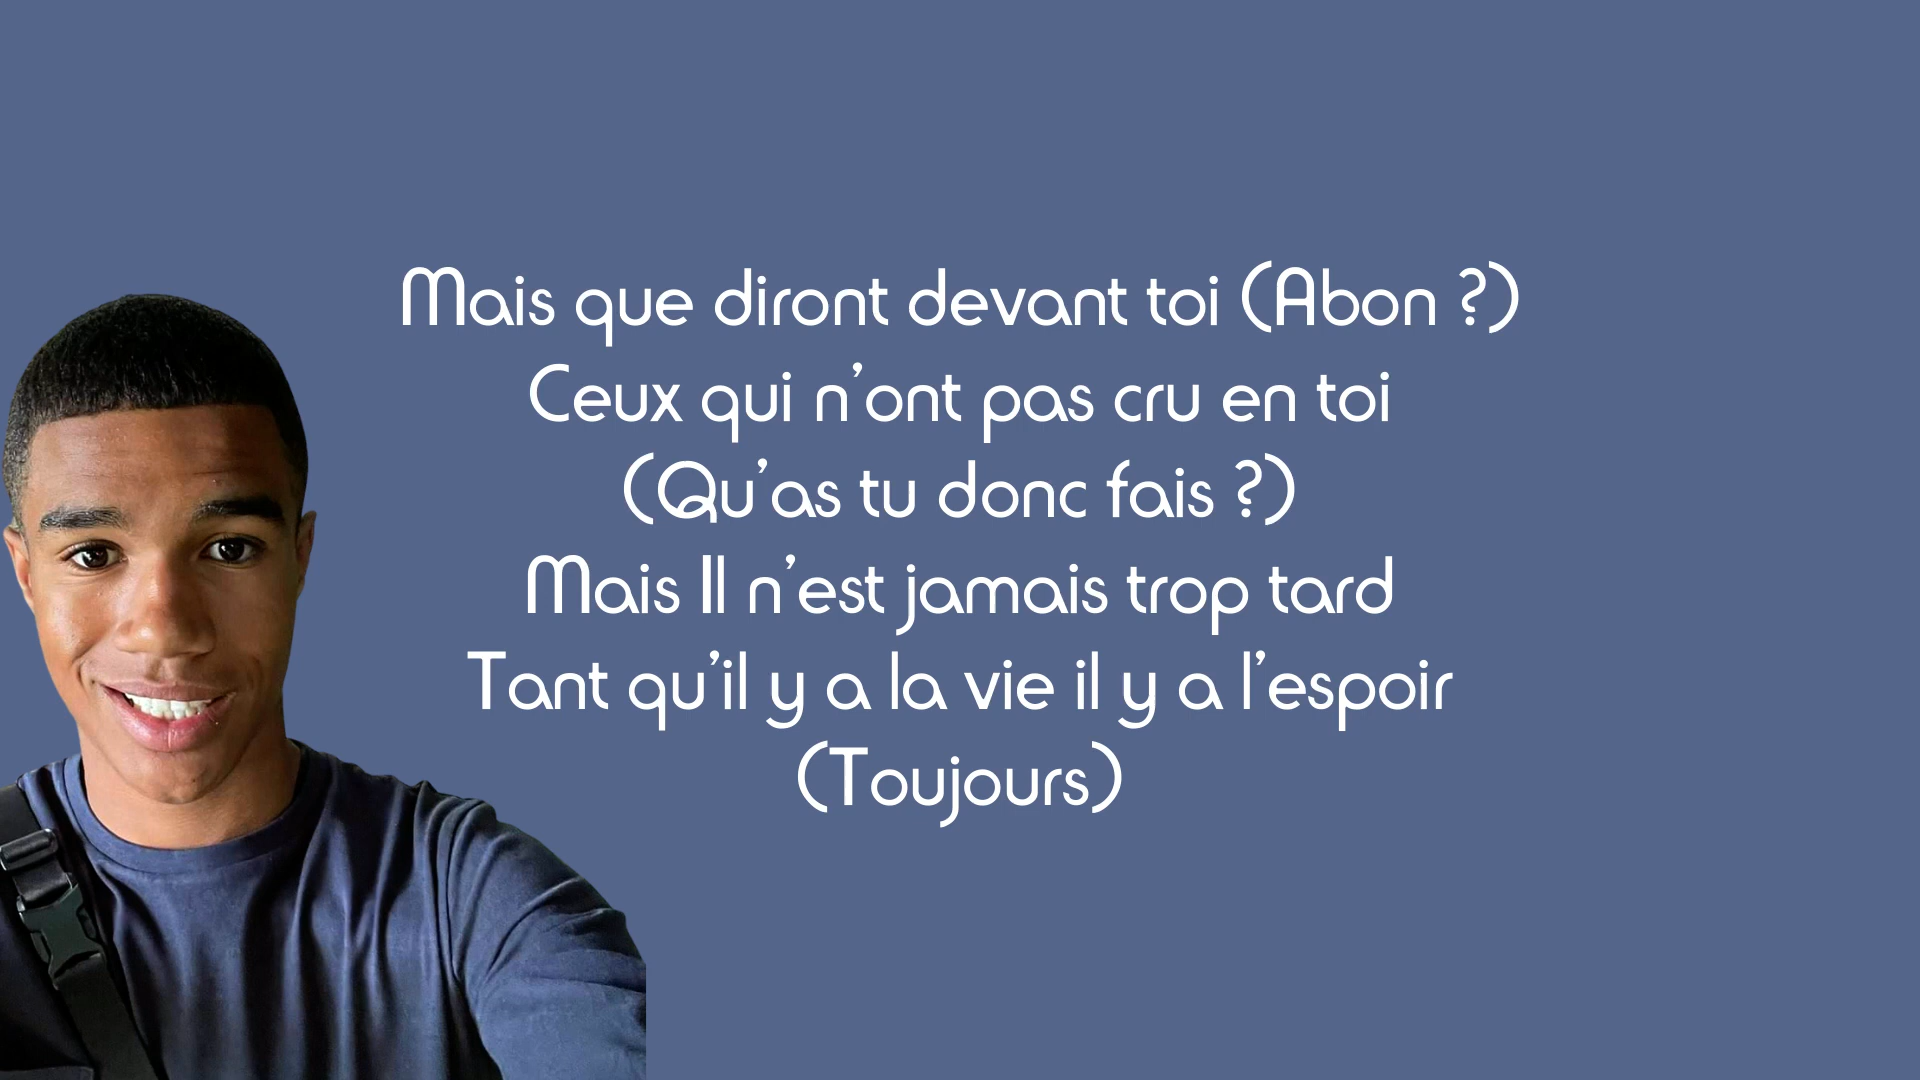 Mais que diront devant toi (Abon ?)
Ceux qui n’ont pas cru en toi
(Qu’as tu donc fais ?)
Mais Il n’est jamais trop tard
Tant qu’il y a la vie il y a l’espoir
(Toujours)